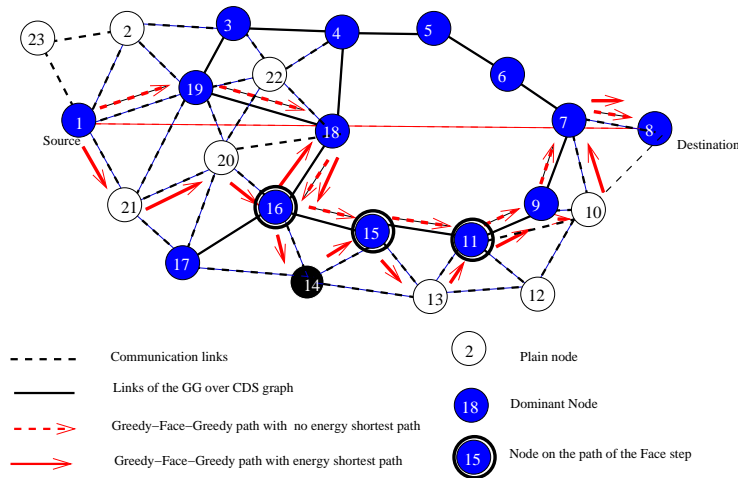 3
5
2
4
23
6
22
19
7
1
18
8
Source
Destination
20
16
21
9
10
15
11
17
14
13
12
Communication links
2
Plain node
Links of the GG over CDS graph
18
Dominant Node
Greedy−Face−Greedy path with no energy shortest path
Node on the path of the Face step
15
Greedy−Face−Greedy path with energy shortest path